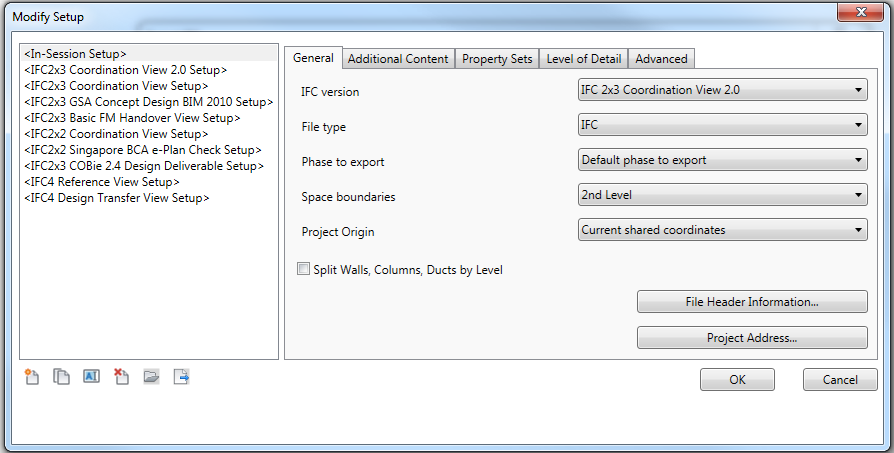 Modify Setup
<In-Session Setup>
<IFC2x3 Coordination View 2.0 Setup>
<IFC2x3 Coordination View Setup>
<IFC2x3 GSA Concept Design BIM 2010 Setup>
<IFC2x3 Basic FM Handover View Setup>
<IFC2x2 Coordination View Setup>
<IFC2x2 Singapore BCA e-Plan Check Setup>
<IFC2x3 COBie 2.4 Design Deliverable Setup>
<IFC4 Reference View Setup>
<IFC4 Design Transfer View Setup>
General Additional Content Property Sets Level of Detail Advanced
IFC version IFC 2x3 Coordination View 2.0
File type IFC
Phase to export Default phase to export
Space boundaries 2nd Level
Project Origin Current shared coordinates
Split Walls, Columns, Ducts by Level
File Header Information...
Project Address...
OK Cancel